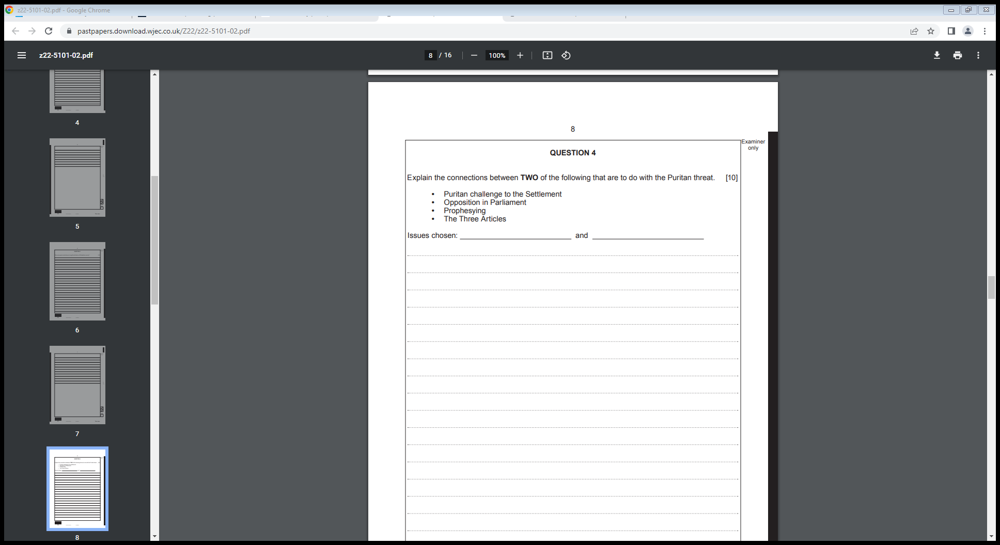 z22-5101-02.pdf - Google Chrome
pastpapers.download.wjec.co.uk/Z22/z22-5101-02.pdf
z22-5101-02.pdf
8 / 16
100%
4
5
6
7
8
8
Examiner
only
QUESTION 4
Explain the connections between TWO of the following that are to do with the Puritan threat. [10]
• Puritan challenge to the Settlement
• Opposition in Parliament
• Prophesying
• The Three Articles
Issues chosen: ____________________ and ____________________